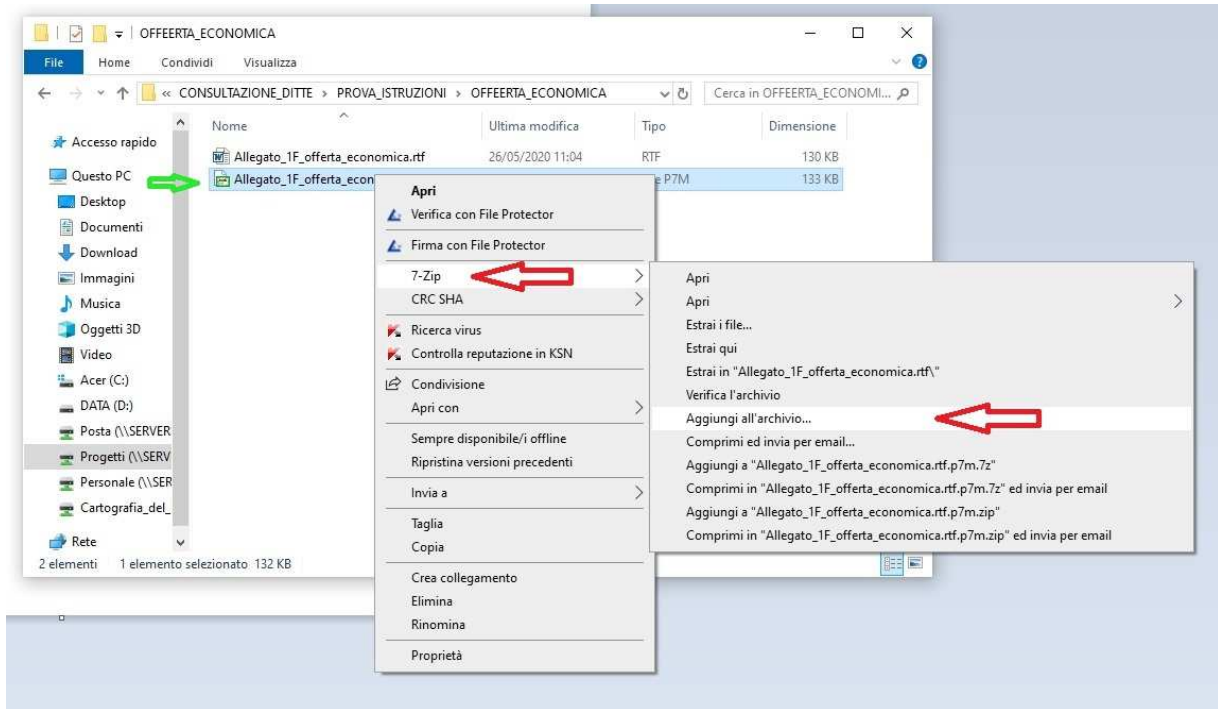 OFFEERTA_ECONOMICA
File Home Condividi Visualizza
« CONSULTAZIONE_DITTE > PROVA_ISTRUZIONI > OFFEERTA_ECONOMICA
Cerca in OFFEERTA_ECONOMI...
Nome Ultima modifica Tipo Dimensione
Accesso rapido
Allegato_1F_offerta_economica.rtf 26/05/2020 11:04 RTF 130 KB
Questo PC
Allegato_1F_offerta_econ P7M 133 KB
Desktop
Documenti
Download
Immagini
Musica
Oggetti 3D
Video
Acer (C:)
DATA (D:)
Posta (\\SERVER
Progetti (\\SERV
Personale (\\SER
Cartografia_del_
Rete
2 elementi 1 elemento selezionato 132 KB
Apri
Verifica con File Protector
Firma con File Protector
7-Zip
CRC SHA
Ricerca virus
Controlla reputazione in KSN
Condivisione
Apri con
Sempre disponibile/i offline
Ripristina versioni precedenti
Invia a
Taglia
Copia
Crea collegamento
Elimina
Rinomina
Proprietà
Apri
Apri
Estrai i file...
Estrai qui
Estrai in "Allegato_1F_offerta_economica.rtf\"
Verifica l'archivio
Aggiungi all'archivio...
Comprimi ed invia per email...
Aggiungi a "Allegato_1F_offerta_economica.rtf.p7m.7z"
Comprimi in "Allegato_1F_offerta_economica.rtf.p7m.7z" ed invia per email
Aggiungi a "Allegato_1F_offerta_economica.rtf.p7m.zip"
Comprimi in "Allegato_1F_offerta_economica.rtf.p7m.zip" ed invia per email